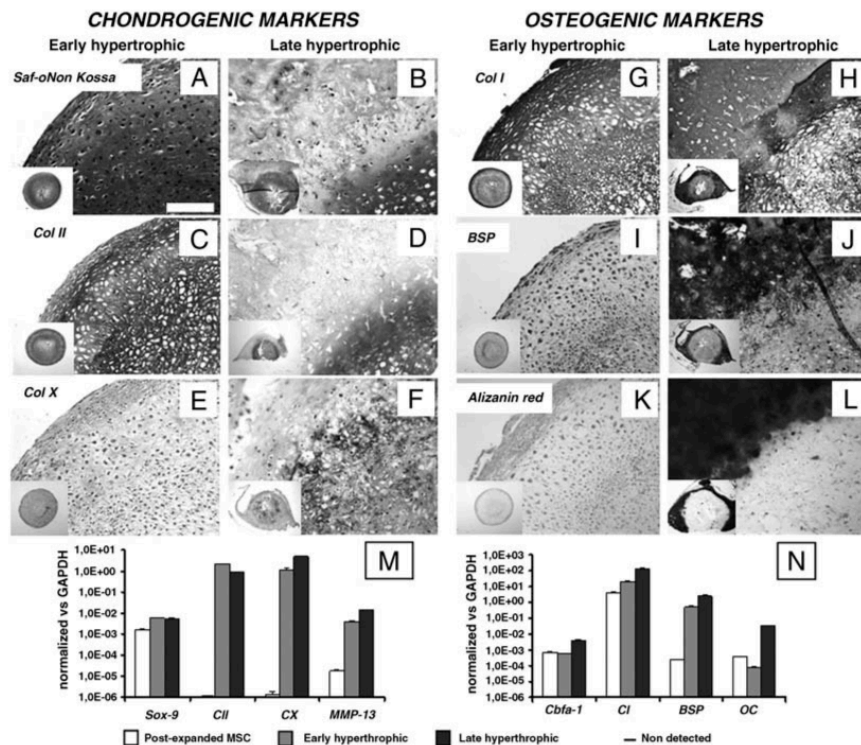 CHONDROGENIC MARKERS
OSTEOGENIC MARKERS
Early hypertrophic
Late hypertrophic
Early hypertrophic
Late hypertrophic
Saf-oNon Kossa
A
B
Col I
G
H
Col II
C
D
BSP
I
J
Col X
E
F
Alizanin red
K
L
M
normalized vs GAPDH
1,0E+01
1,0E+00
1,0E-01
1,0E-02
1,0E-03
1,0E-04
1,0E-05
1,0E-06
Sox-9 CII CX MMP-13
N
normalized vs GAPDH
1,0E+03
1,0E+02
1,0E+01
1,0E+00
1,0E-01
1,0E-02
1,0E-03
1,0E-04
1,0E-05
1,0E-06
Cbfa-1 CI BSP OC
Post-expanded MSC
Early hyperthrophic
Late hyperthrophic
Non detected